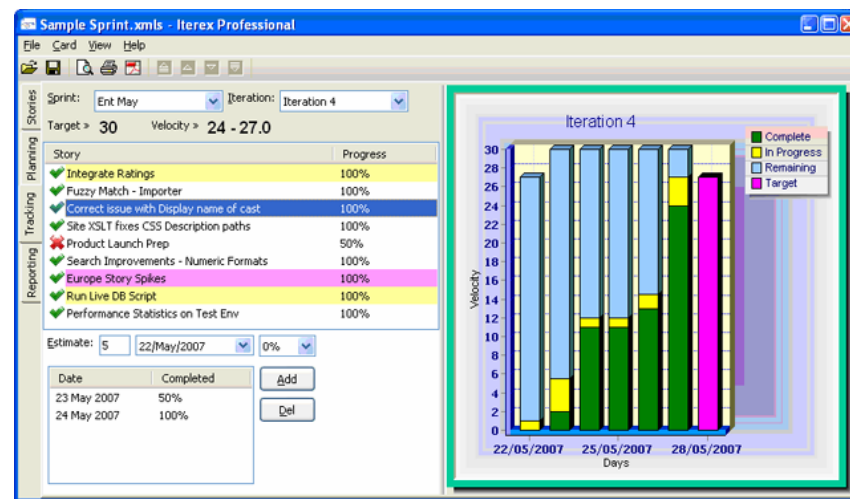 Sample Sprint.xmls - Iterex Professional
File Card View Help
Stories
Planning
Tracking
Reporting
Sprint: Ent May Iteration: Iteration 4
Target » 30 Velocity » 24 - 27.0
Story Progress
Integrate Ratings 100%
Fuzzy Match - Importer 100%
Correct issue with Display name of cast 100%
Site XSLT fixes CSS Description paths 100%
Product Launch Prep 50%
Search Improvements - Numeric Formats 100%
Europe Story Spikes 100%
Run Live DB Script 100%
Performance Statistics on Test Env 100%
Estimate: 5 22/May/2007 0%
Date Completed
23 May 2007 50%
24 May 2007 100%
Add
Del
Iteration 4
Complete
In Progress
Remaining
Target
Velocity
30
28
26
24
22
20
18
16
14
12
10
8
6
4
2
0
22/05/2007 25/05/2007 28/05/2007
Days